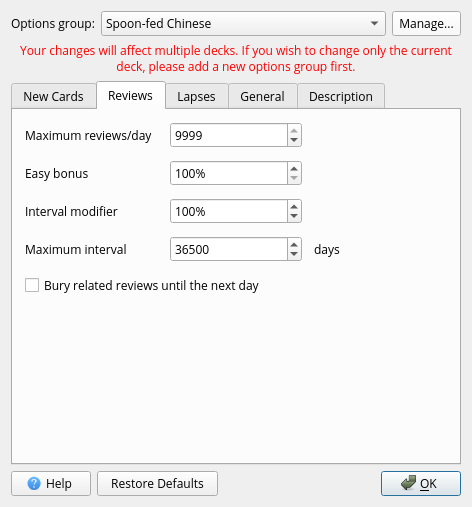 Options group: Spoon-fed Chinese Manage...
Your changes will affect multiple decks. If you wish to change only the current
deck, please add a new options group first.
New Cards Reviews Lapses General Description
Maximum reviews/day 9999
Easy bonus 100%
Interval modifier 100%
Maximum interval 36500 days
Bury related reviews until the next day
? Help Restore Defaults OK